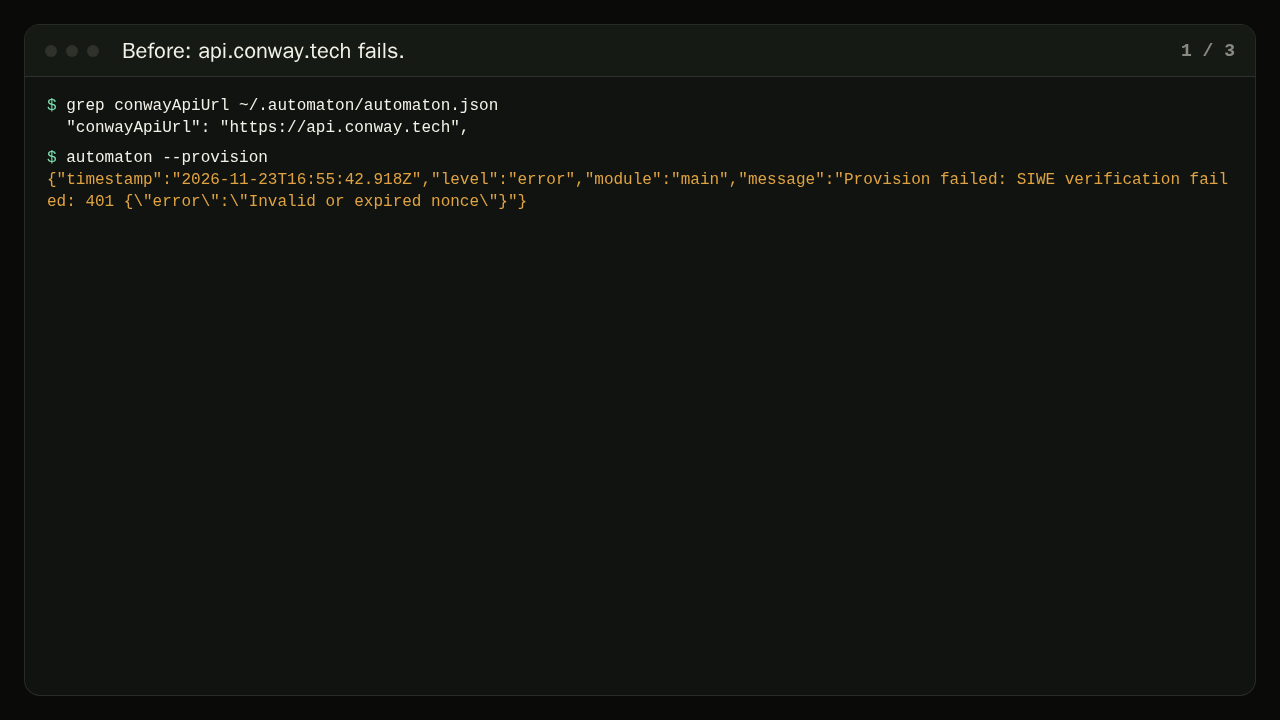 Before: api.conway.tech fails.
1 / 3
$ grep conwayApiUrl ~/.automaton/automaton.json
"conwayApiUrl": "https://api.conway.tech",
$ automaton --provision
{"timestamp":"2026-11-23T16:55:42.918Z","level":"error","module":"main","message":"Provision failed: SIWE verification fail
ed: 401 {\"error\":\"Invalid or expired nonce\"}"}